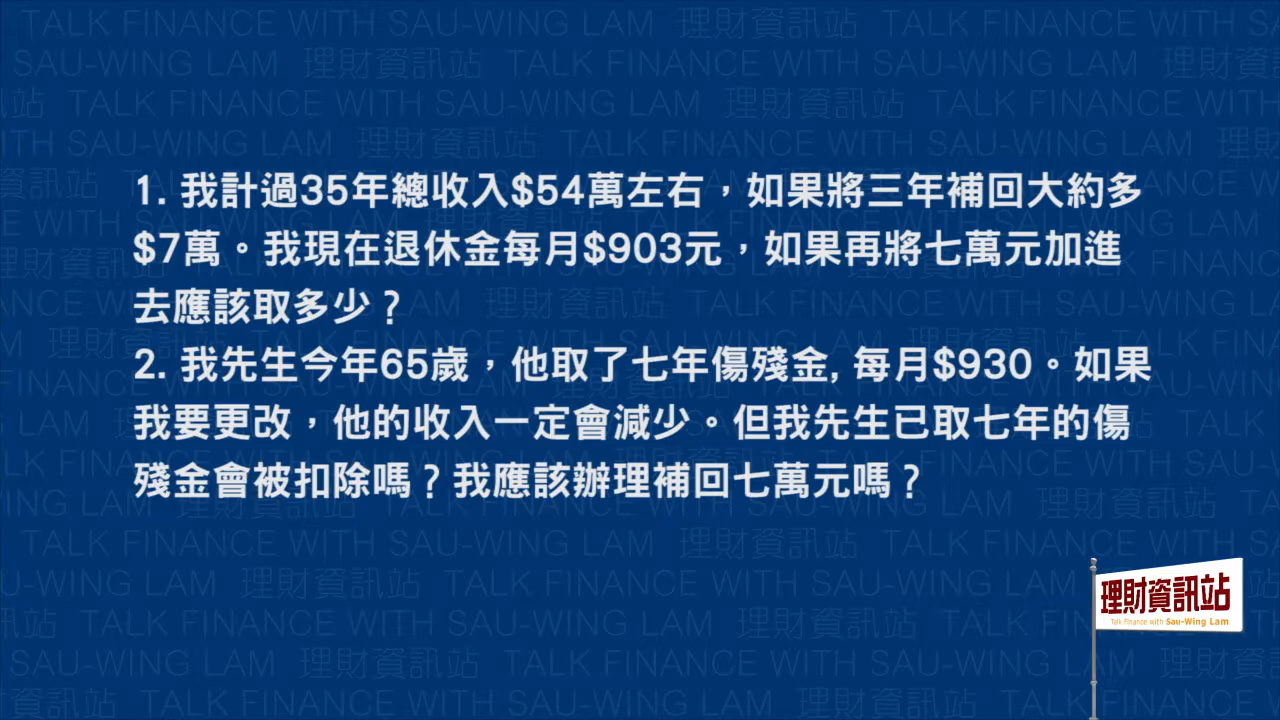 1. 我計過35年總收入$54萬左右，如果將三年補回大約多
$7萬。我現在退休金每月$903元，如果再將七萬元加進
去應該取多少？
2. 我先生今年65歲，他取了七年傷殘金, 每月$930。如果
我要更改，他的收入一定會減少。但我先生已取七年的傷
殘金會被扣除嗎？我應該辦理補回七萬元嗎？
理財資訊站
Talk Finance with Sau-Wing Lam